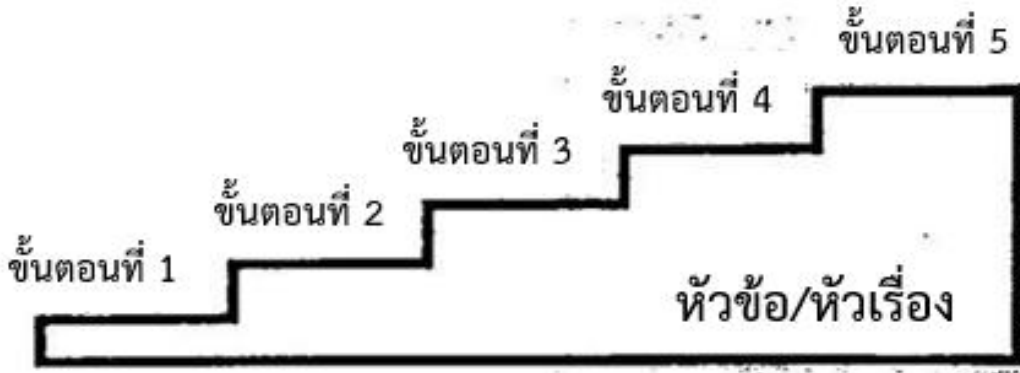 ขั้นตอนที่ 5
ขั้นตอนที่ 4
ขั้นตอนที่ 3
ขั้นตอนที่ 2
ขั้นตอนที่ 1
หัวข้อ/หัวเรื่อง